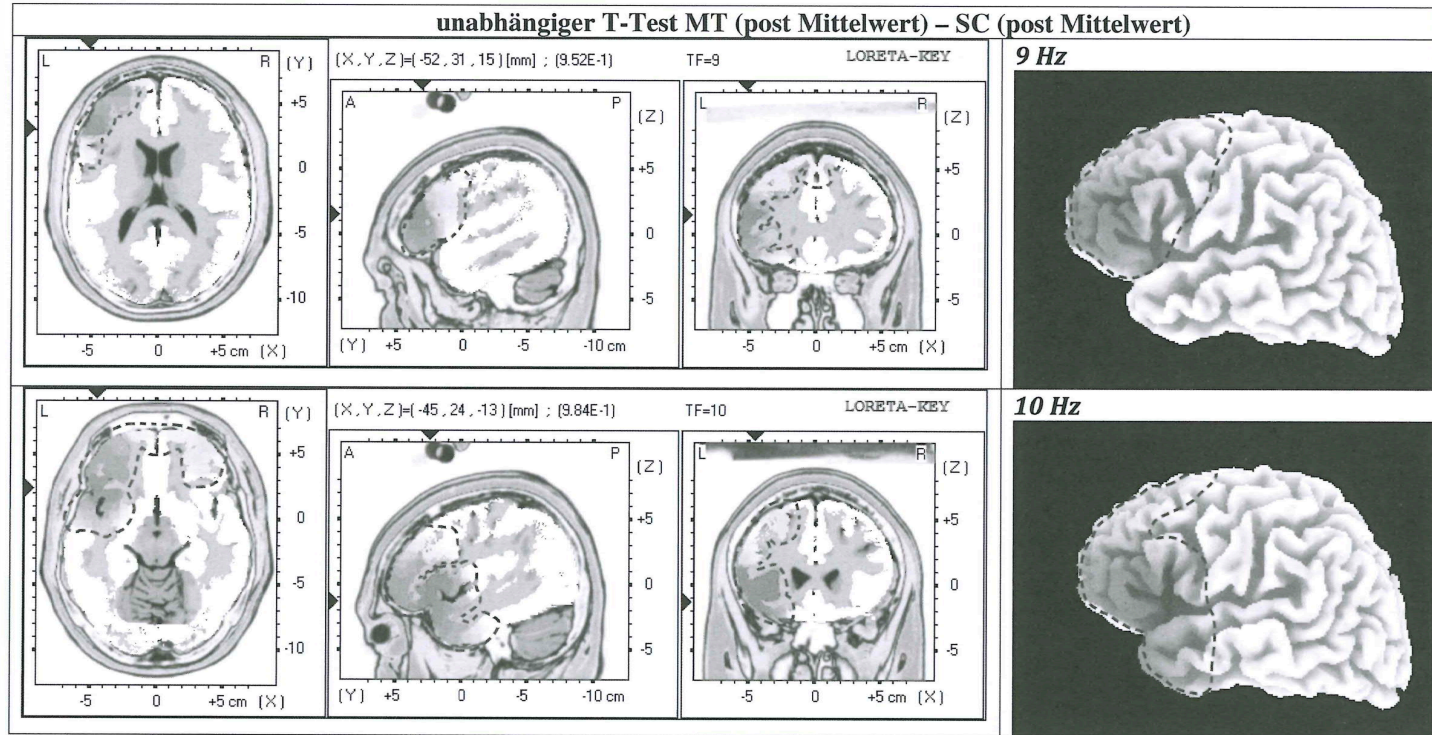 unabhängiger T-Test MT (post Mittelwert) – SC (post Mittelwert)
L R (Y)
+5
0
-5
-10
-5 0 +5 cm (X)
(X,Y,Z)=(-52,31,15)[mm] ; (9.52E-1) TF=9 LORETA-KEY
A P (Z)
+5
0
-5
(Y) +5 0 -5 -10 cm
L R (Z)
+5
0
-5
-5 0 +5 cm (X)
9 Hz
L R (Y)
+5
0
-5
-10
-5 0 +5 cm (X)
(X,Y,Z)=(-45,24,-13)[mm] ; (9.84E-1) TF=10 LORETA-KEY
A P (Z)
+5
0
-5
(Y) +5 0 -5 -10 cm
L R (Z)
+5
0
-5
-5 0 +5 cm (X)
10 Hz